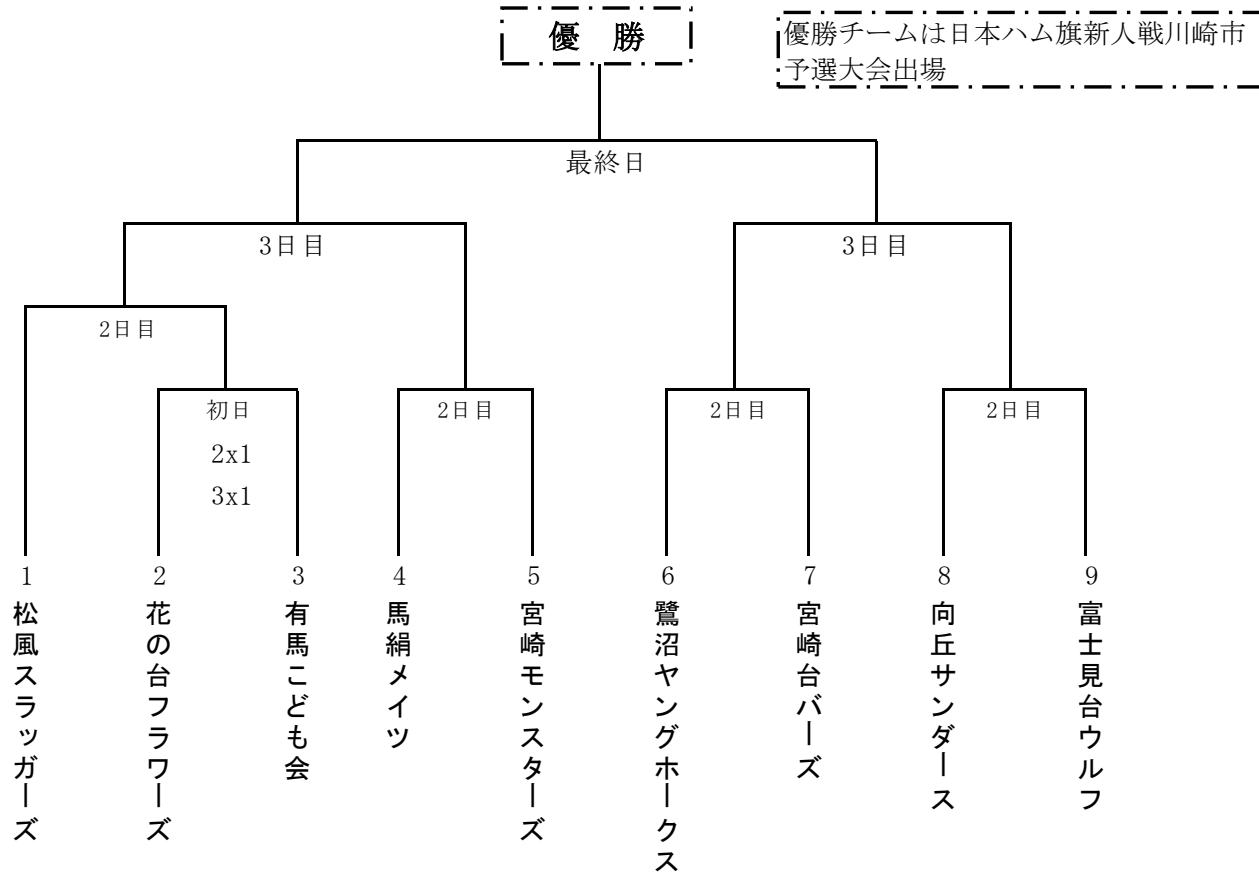 優 勝
優勝チームは日本ハム旗新人戦川崎市
予選大会出場
最終日
3日目
3日目
2日目
初日
2日目
2日目
2日目
2x1
3x1
1
2
3
4
5
6
7
8
9
松風スラッガーズ
花の台フラワーズ
有馬こども会
馬絹メイツ
宮崎モンスターズ
鷺沼ヤングホークス
宮崎台バーズ
向丘サンダース
富士見台ウルフ